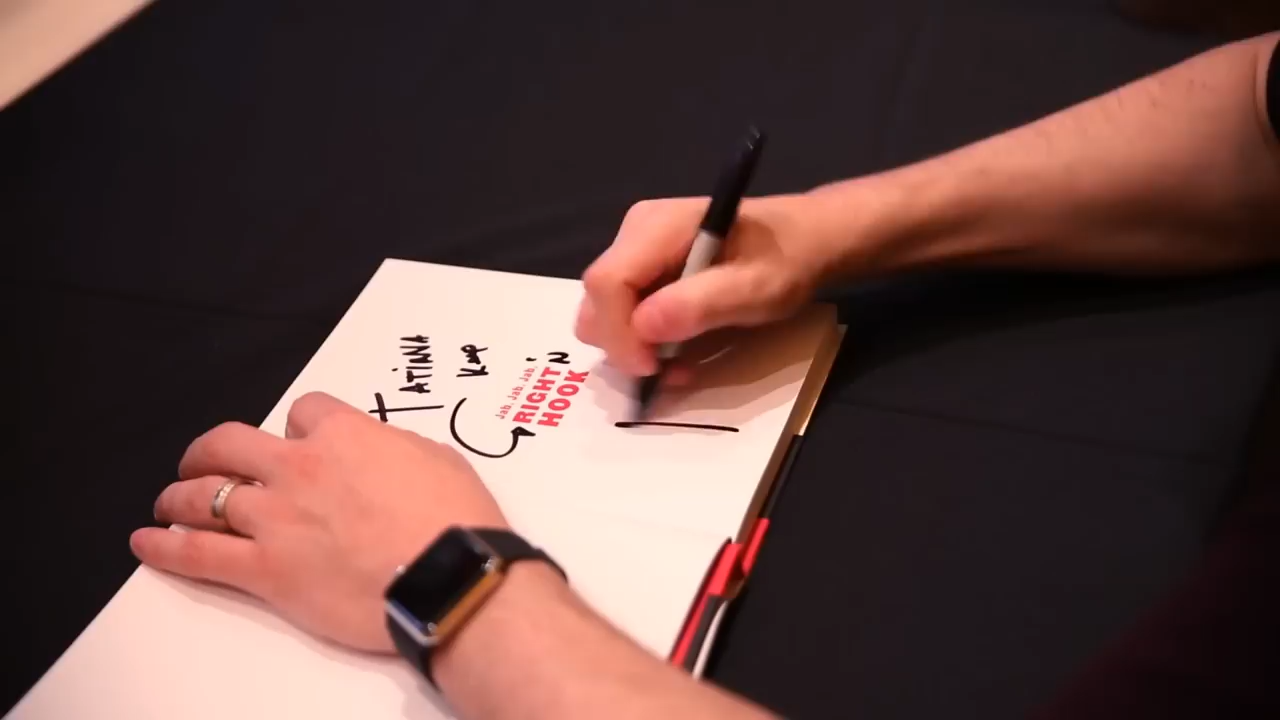 TATIANA
Keep
'N
Jab, Jab, Jab,
RIGHT
HOOK